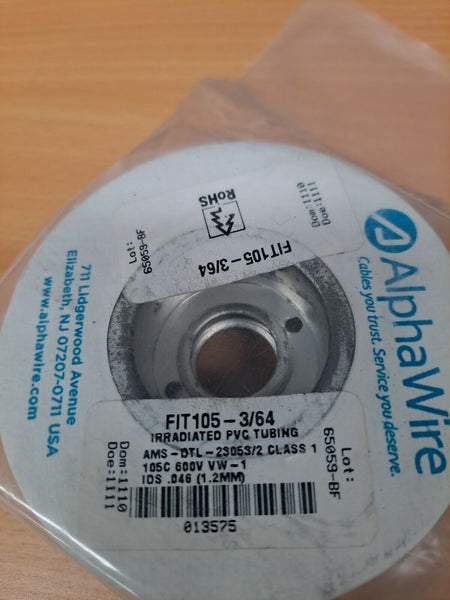 Dom:1110
Doe:1111
RoHS
Lot:
65059-BF
FIT105-3/64
AlphaWire
Cables you trust. Service you deserve.
711 Lidgerwood Avenue
Elizabeth, NJ 07207-0711 USA
www.alphawire.com
FIT105-3/64
IRRADIATED PVC TUBING
AMS-DTL-23053/2 CLASS 1
105C 600V VW-1
IDS .046 (1.2MM)
013575
Dom:1110
Doe:1111
Lot:
65059-BF